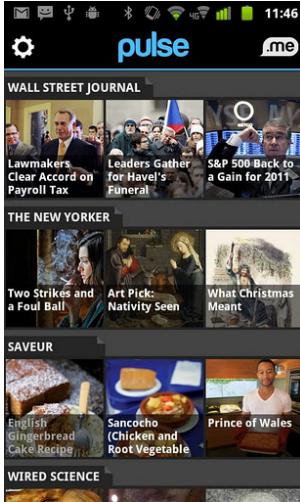 4G 11:46
pulse
.me
WALL STREET JOURNAL
Lawmakers
Clear Accord on
Payroll Tax
Leaders Gather
for Havel's
Funeral
S&P 500 Back to
a Gain for 2011
THE NEW YORKER
Two Strikes and
a Foul Ball
Art Pick:
Nativity Seen
What Christmas
Meant
SAVEUR
English
Gingerbread
Cake Recipe
Sancocho
(Chicken and
Root Vegetable
Prince of Wales
WIRED SCIENCE